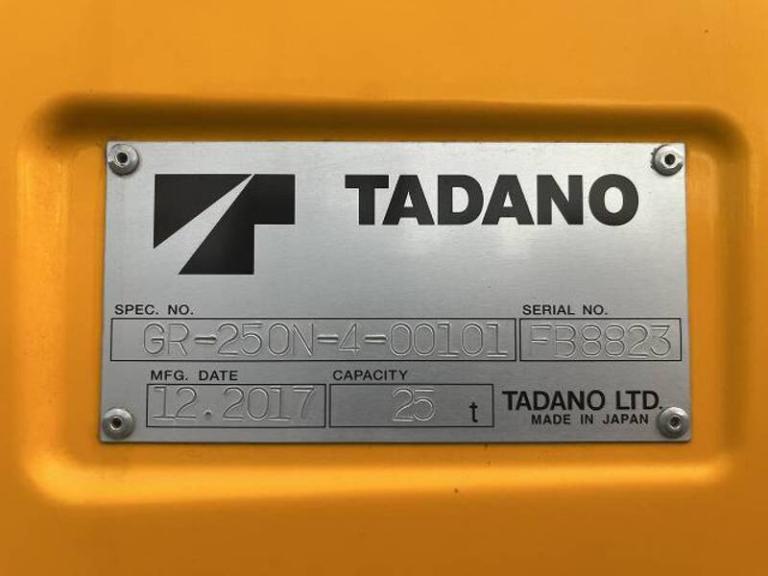 TADANO
SPEC. NO. SERIAL NO.
GR-250N-4-00101 FB8823
MFG. DATE CAPACITY
12.2017 25 t TADANO LTD.
MADE IN JAPAN